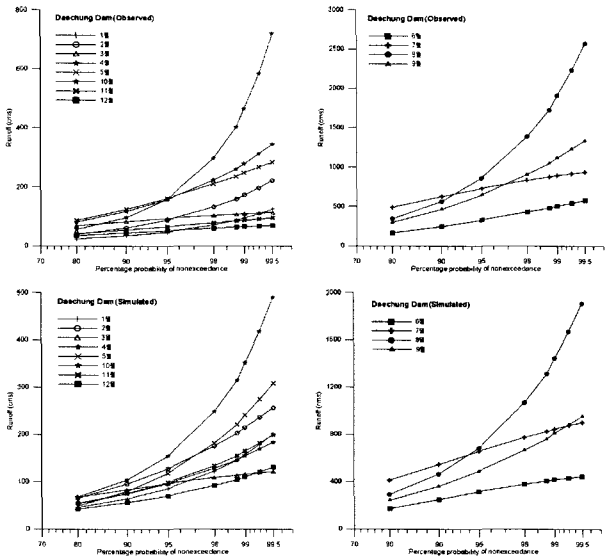 Daechung Dam(Observed)
1월
2월
3월
4월
5월
10월
11월
12월
800
600
400
200
0
Runoff (cms)
70
80
90
95
98
99
99.5
Percentage probability of nonexceedance
Daechung Dam(Observed)
6월
7월
8월
9월
3000
2500
2000
1500
1000
500
0
Runoff (cms)
70
80
90
95
98
99
99.5
Percentage probability of nonexceedance
Daechung Dam(Simulated)
1월
2월
3월
4월
5월
10월
11월
12월
500
400
300
200
100
0
Runoff (cms)
70
80
90
95
98
99
99.5
Percentage probability of nonexceedance
Daechung Dam(Simulated)
6월
7월
8월
9월
2000
1600
1200
800
400
0
Runoff (cms)
70
80
90
95
98
99
99.5
Percentage probability of nonexceedance